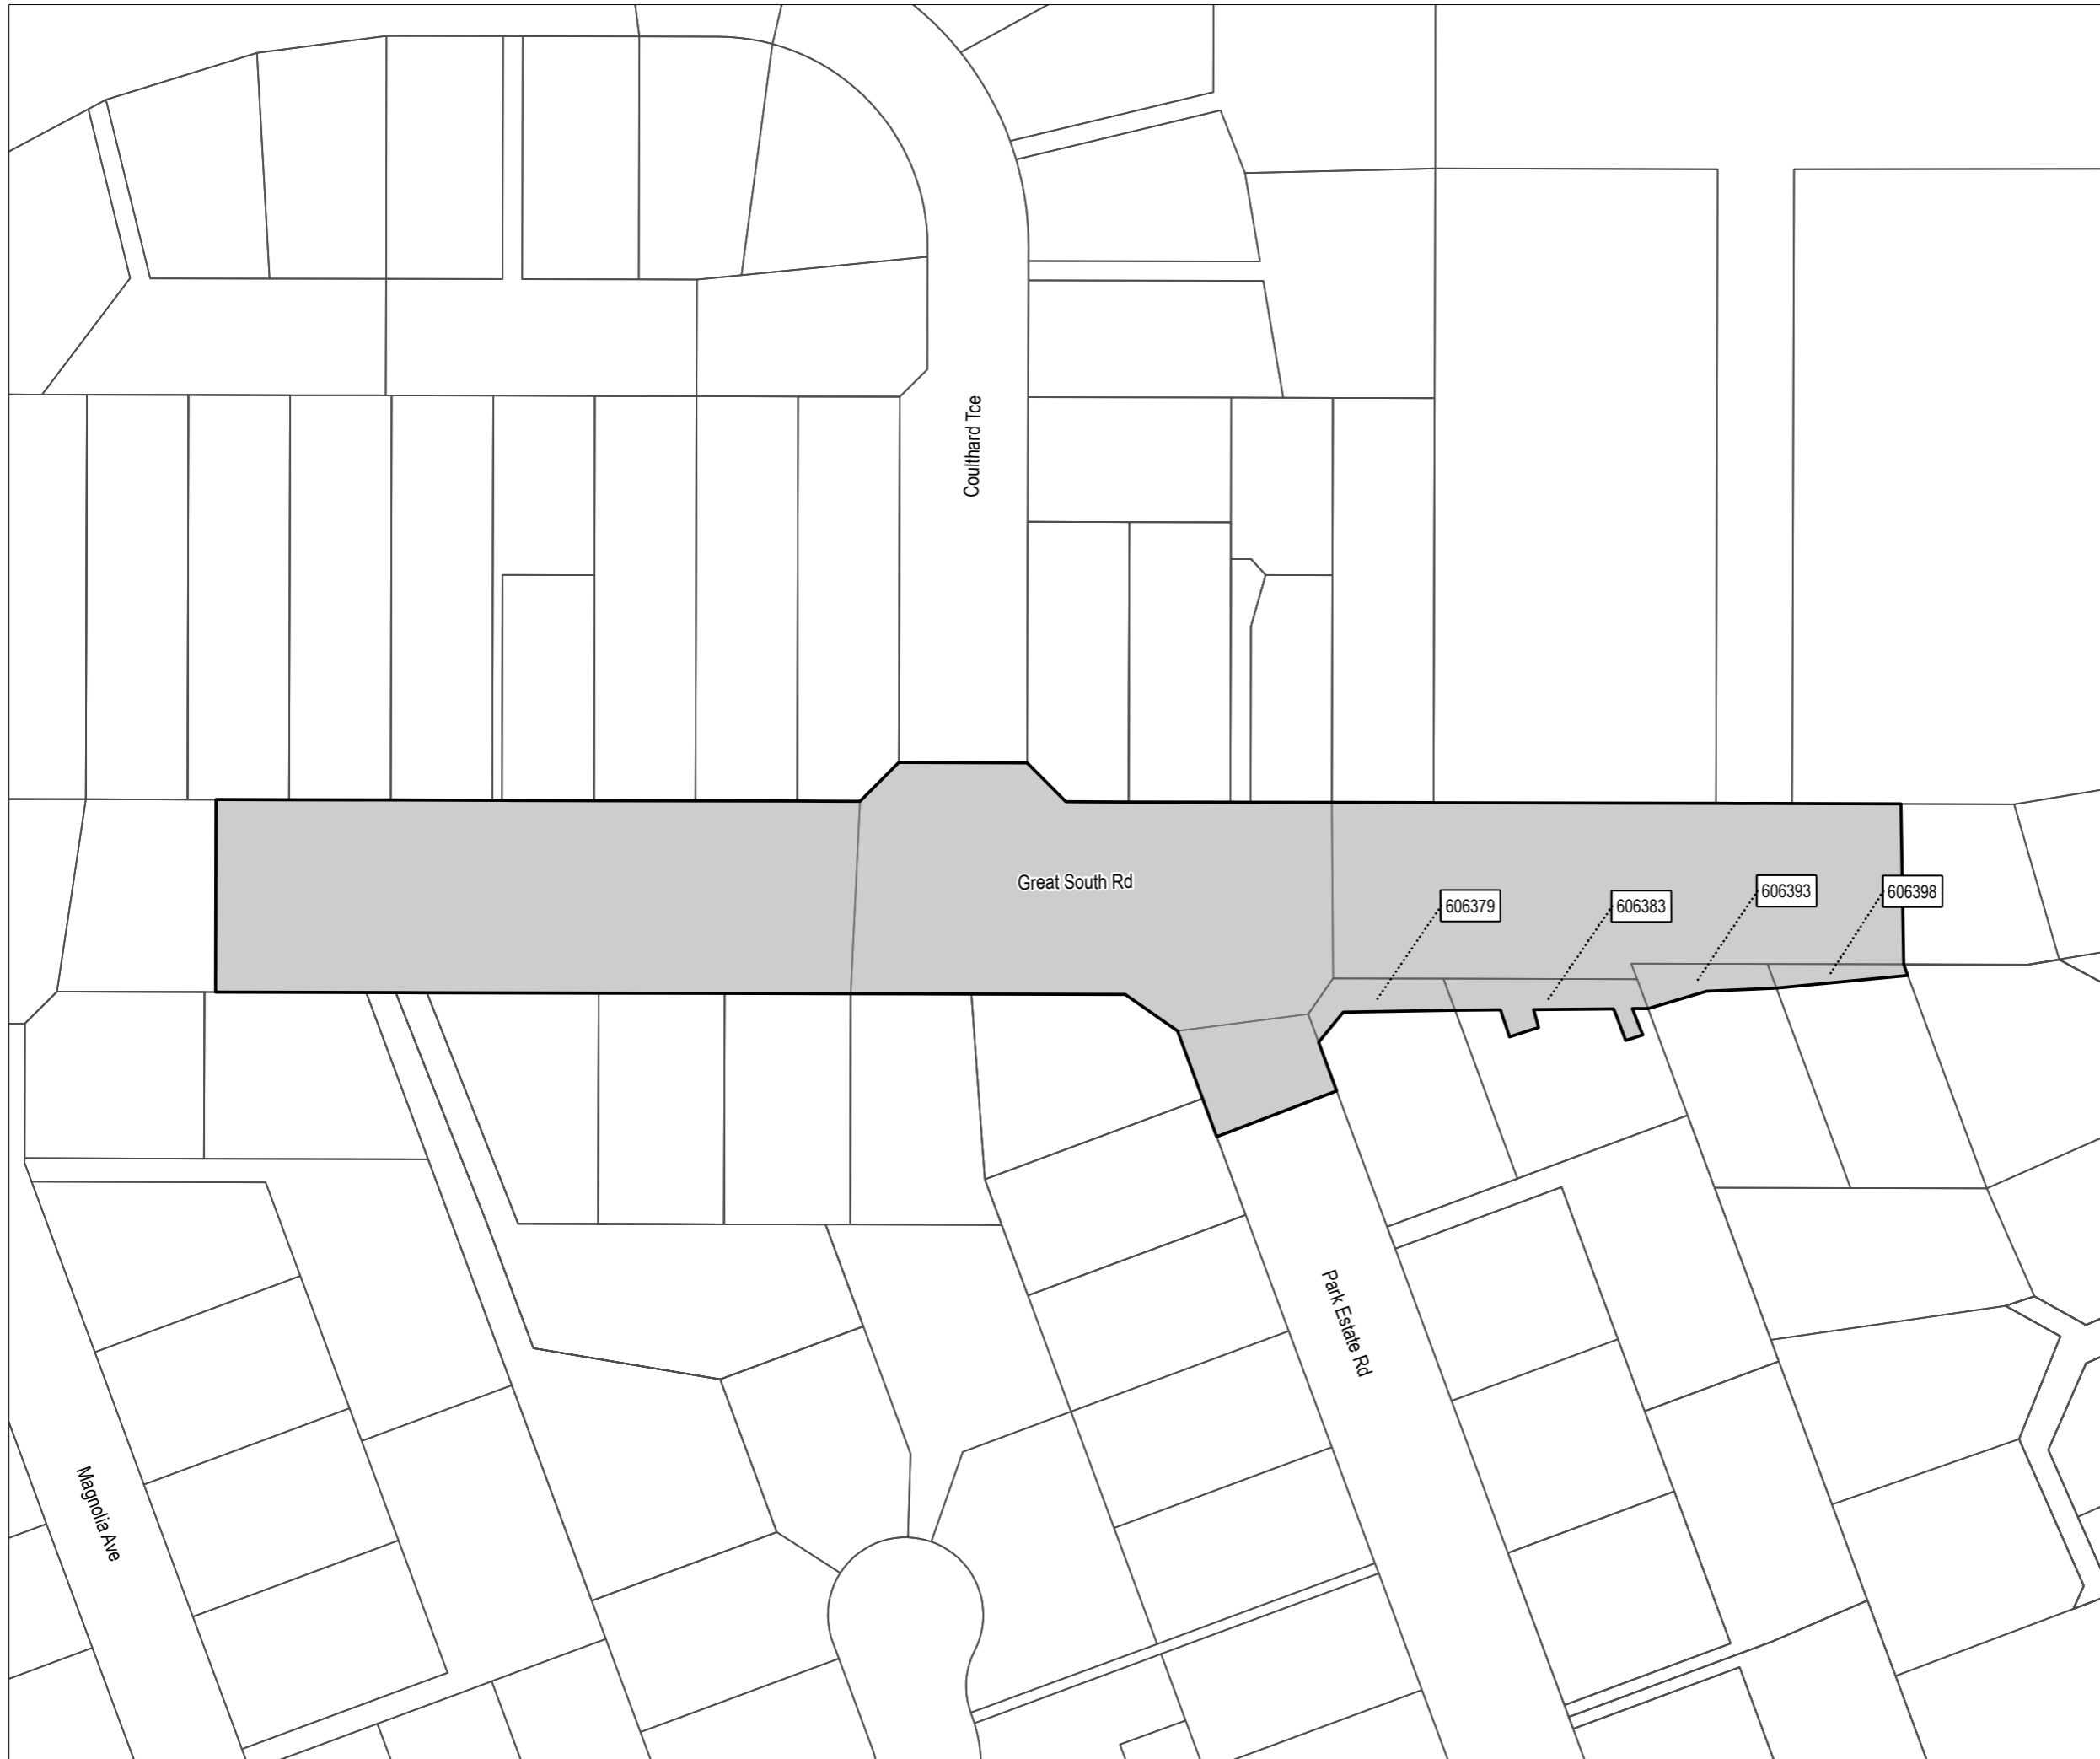 Coulthard Tce
Great South Rd
606379
606383
606393
606398
Park Estate Rd
Magnolia Ave